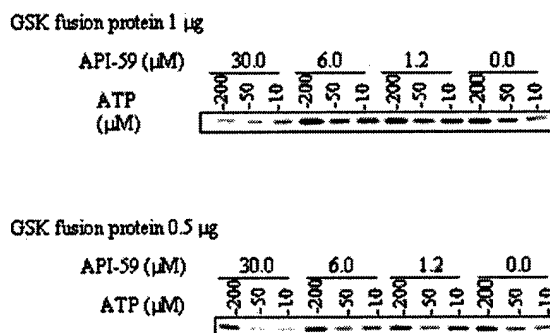 GSK fusion protein 1 µg
API-59 (µM) 30.0 6.0 1.2 0.0
ATP (µM) -200 -50 -10 -200 -50 -10 -200 -50 -10 -200 -50 -10
GSK fusion protein 0.5 µg
API-59 (µM) 30.0 6.0 1.2 0.0
ATP (µM) -200 -50 -10 -200 -50 -10 -200 -50 -10 -200 -50 -10